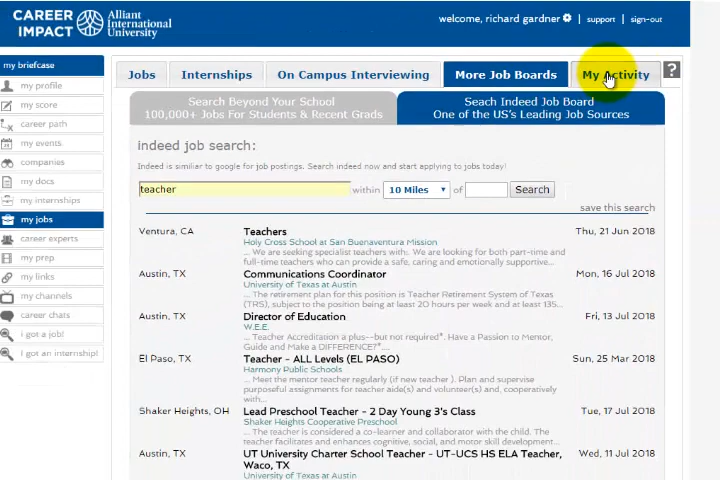 CAREER IMPACT
Alliant International University
welcome, richard gardner | support | sign-out
my briefcase
my profile
my score
career path
my events
companies
my docs
my internships
my jobs
career experts
my prep
my links
my channels
career chats
i got a job!
i got an internship!
Jobs
Internships
On Campus Interviewing
More Job Boards
My Activity
?
Search Beyond Your School
100,000+ Jobs For Students & Recent Grads
Seach Indeed Job Board
One of the US's Leading Job Sources
indeed job search:
Indeed is similiar to google for job postings. Search indeed now and start applying to jobs today!
teacher within 10 Miles of Search
save this search
Ventura, CA Teachers Thu, 21 Jun 2018
Holy Cross School at San Buenaventura Mission
... We are seeking specialist teachers with:. We are looking for both part-time and
full-time teachers who can provide a safe, caring and emotionally supportive...
Austin, TX Communications Coordinator Mon, 16 Jul 2018
University of Texas at Austin
... The retirement plan for this position is Teacher Retirement System of Texas
(TRS), subject to the position being at least 20 hours per week and at least 135...
Austin, TX Director of Education Fri, 13 Jul 2018
W.E.E.
... Teacher Accreditation a plus--but not required*. Have a Passion to Mentor,
Guide and Make a DIFFERENCE?*...
El Paso, TX Teacher - ALL Levels (EL PASO) Sun, 25 Mar 2018
Harmony Public Schools
... Meet the mentor teacher regularly (if new teacher ). Plan and supervise
purposeful assignments for teacher aide(s) and volunteer(s) and, cooperatively
with...
Shaker Heights, OH Lead Preschool Teacher - 2 Day Young 3's Class Tue, 17 Jul 2018
Shaker Heights Cooperative Preschool
... The teacher is considered a co-learner and collaborator with the child. The
teacher facilitates and enhances cognitive, social, and motor skill development...
Austin, TX UT University Charter School Teacher - UT-UCS HS ELA Teacher, Wed, 11 Jul 2018
Waco, TX
University of Texas at Austin